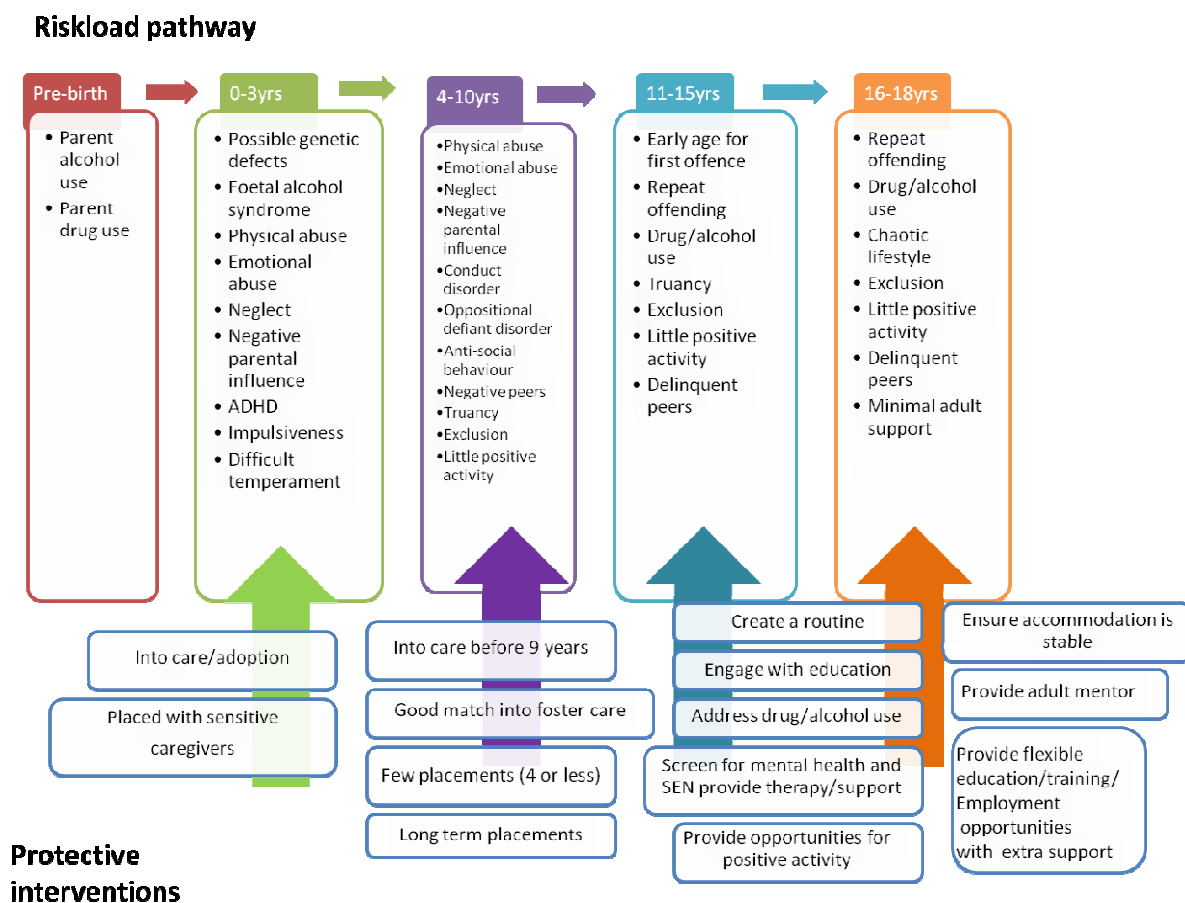 Riskload pathway
Pre-birth
• Parent
alcohol
use
• Parent
drug use
0-3yrs
• Possible genetic
defects
• Foetal alcohol
syndrome
• Physical abuse
• Emotional
abuse
• Neglect
• Negative
parental
influence
• ADHD
• Impulsiveness
• Difficult
temperament
4-10yrs
•Physical abuse
•Emotional abuse
•Neglect
•Negative
parental
influence
•Conduct
disorder
•Oppositional
defiant disorder
•Anti-social
behaviour
•Negative peers
•Truancy
•Exclusion
•Little positive
activity
11-15yrs
• Early age for
first offence
• Repeat
offending
• Drug/alcohol
use
• Truancy
• Exclusion
• Little positive
activity
• Delinquent
peers
16-18yrs
• Repeat
offending
• Drug/alcohol
use
• Chaotic
lifestyle
• Exclusion
• Little positive
activity
• Delinquent
peers
• Minimal adult
support
Into care/adoption
Placed with sensitive
caregivers
Into care before 9 years
Good match into foster care
Few placements (4 or less)
Long term placements
Create a routine
Engage with education
Address drug/alcohol use
Screen for mental health and
SEN provide therapy/support
Provide opportunities for
positive activity
Ensure accommodation is
stable
Provide adult mentor
Provide flexible
education/training/
Employment
opportunities
with extra support
Protective
interventions